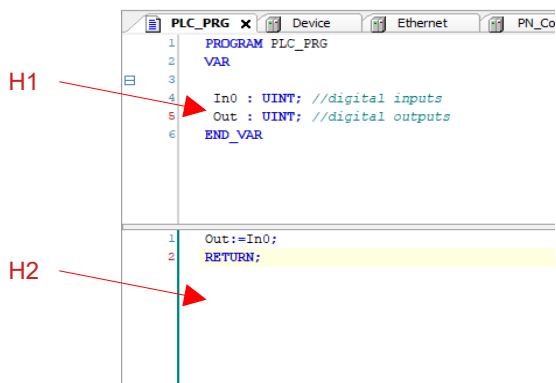 PLC_PRG Device Ethernet PN_Co
1 PROGRAM PLC_PRG
2 VAR
3
H1
4 In0 : UINT; //digital inputs
5 Out : UINT; //digital outputs
6 END_VAR
1 Out:=In0;
2 RETURN;
H2